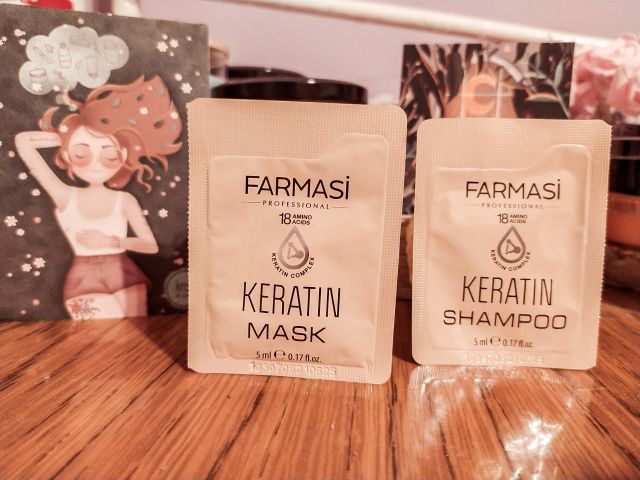 FARMASİ
PROFESSIONAL
18 AMINO ACIDS
KERATIN COMPLEX
KERATIN
MASK
5 ml ℮ 0.17 fl.oz.
FARMASİ
PROFESSIONAL
18 AMINO ACIDS
KERATIN COMPLEX
KERATIN
SHAMPOO
5 ml ℮ 0.17 fl.oz.